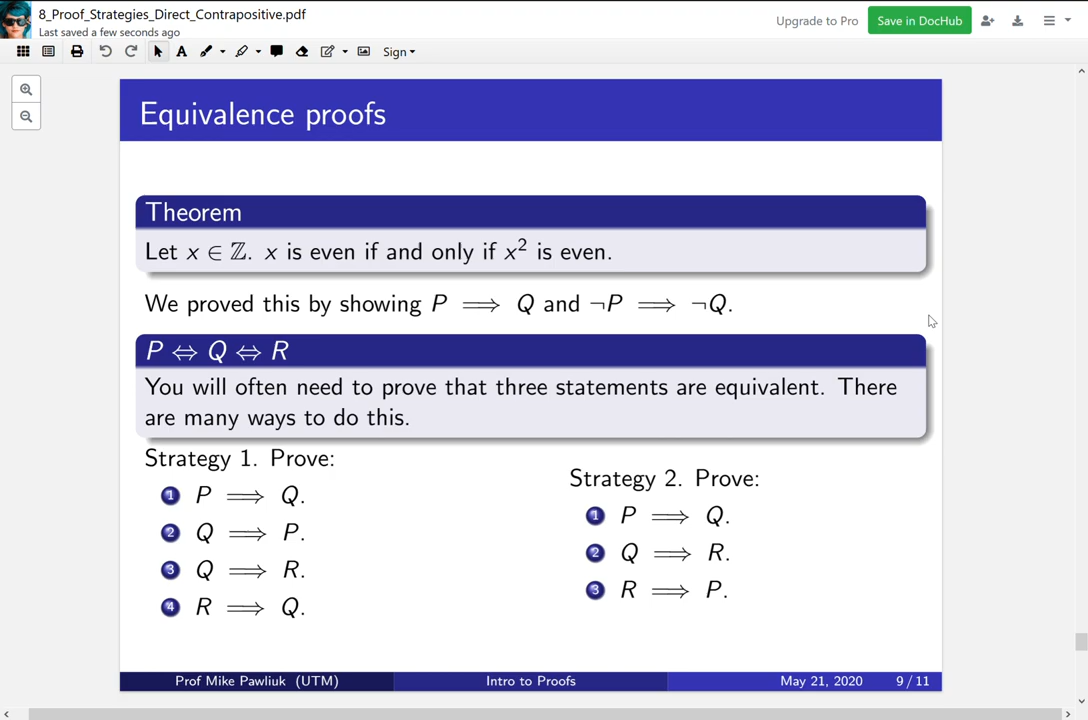 8_Proof_Strategies_Direct_Contrapositive.pdf
Last saved a few seconds ago
Upgrade to Pro
Save in DocHub
A
Sign
Equivalence proofs
Theorem
Let x ∈ ℤ. x is even if and only if x² is even.
We proved this by showing P ⟹ Q and ¬P ⟹ ¬Q.
P ⇔ Q ⇔ R
You will often need to prove that three statements are equivalent. There
are many ways to do this.
Strategy 1. Prove:
1 P ⟹ Q.
2 Q ⟹ P.
3 Q ⟹ R.
4 R ⟹ Q.
Strategy 2. Prove:
1 P ⟹ Q.
2 Q ⟹ R.
3 R ⟹ P.
Prof Mike Pawliuk (UTM)
Intro to Proofs
May 21, 2020
9 / 11